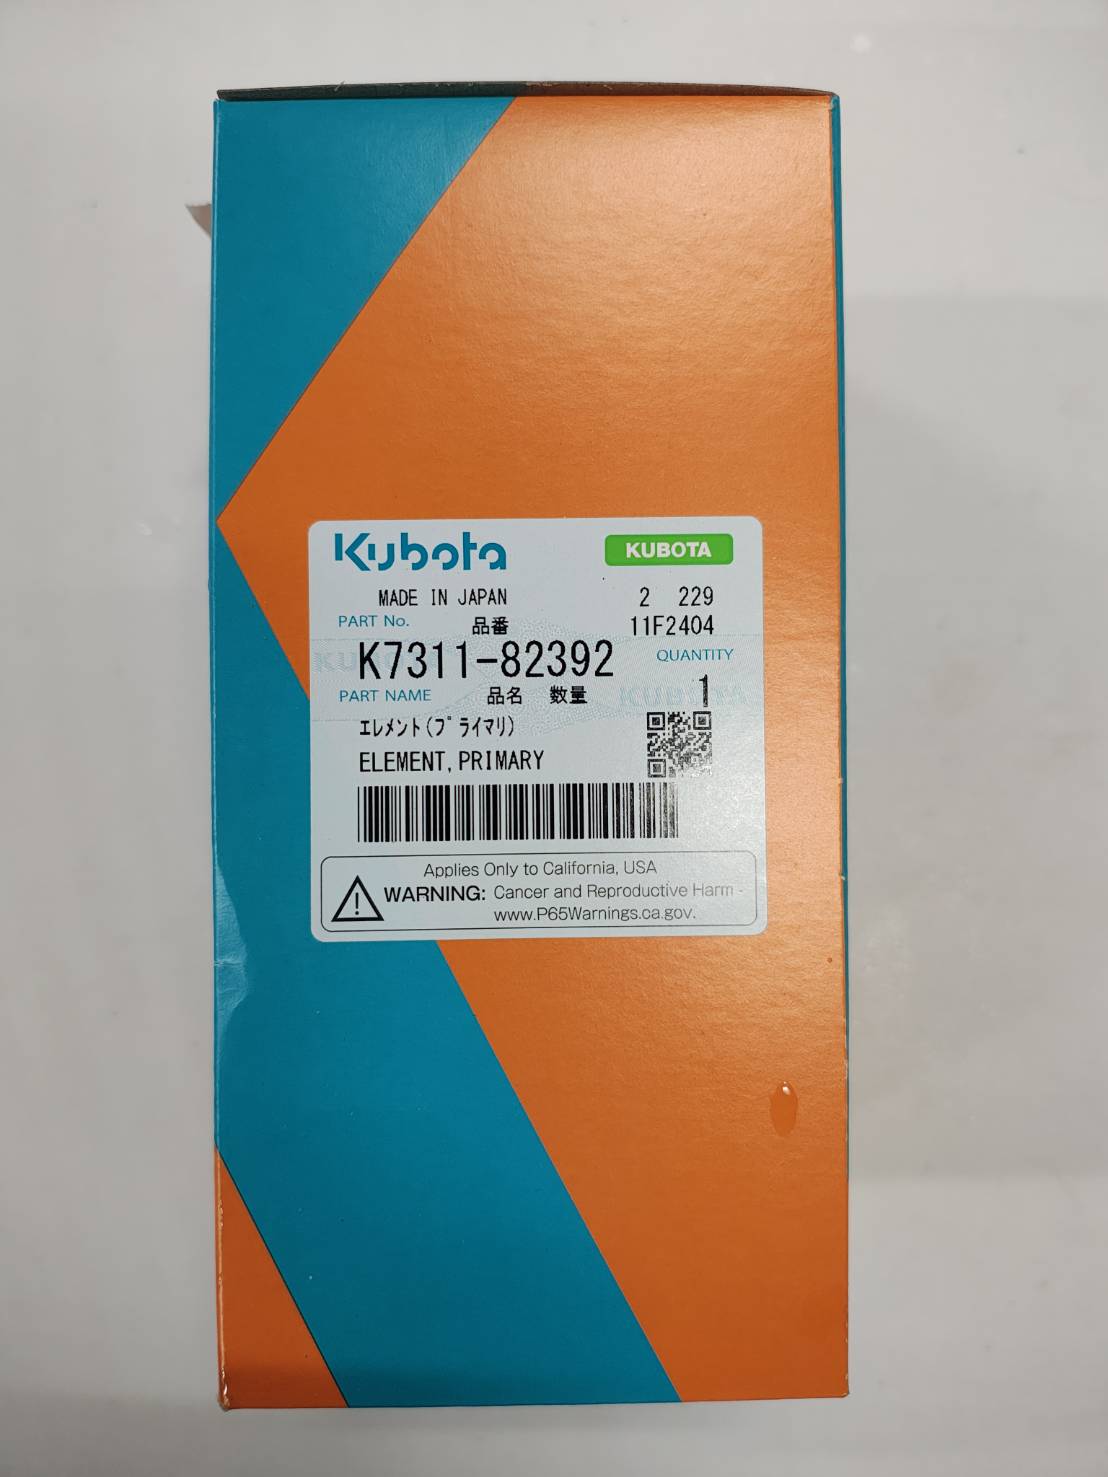 Kubota
KUBOTA
MADE IN JAPAN 2 229
PART No. 品番 11F2404
K7311-82392 QUANTITY
PART NAME 品名 数量 1
エレメント(プライマリ)
ELEMENT,PRIMARY
Applies Only to California, USA
WARNING: Cancer and Reproductive Harm -
www.P65Warnings.ca.gov.